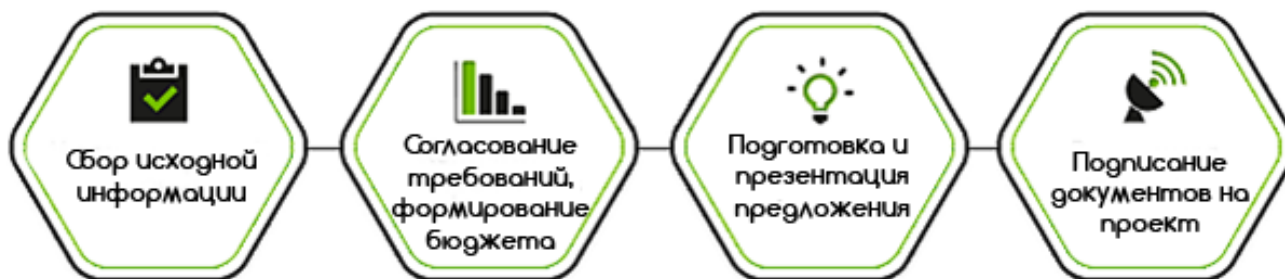 Сбор исходной
информации
Согласование
требований,
формирование
бюджета
Подготовка и
презентация
предложения
Подписание
документов на
проект